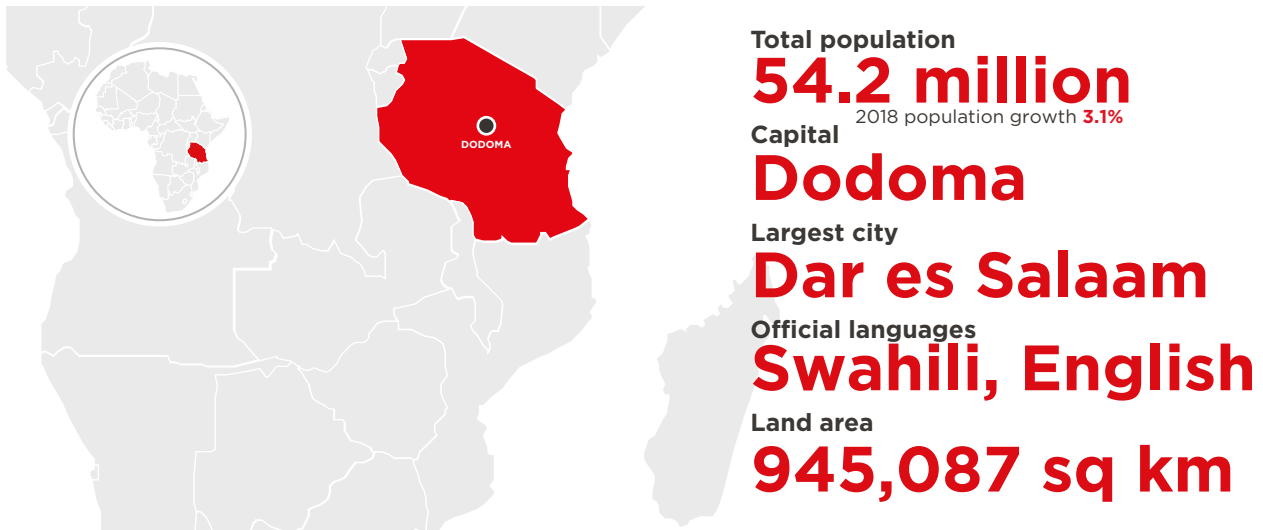 DODOMA
Total population
54.2 million
2018 population growth 3.1%
Capital
Dodoma
Largest city
Dar es Salaam
Official languages
Swahili, English
Land area
945,087 sq km